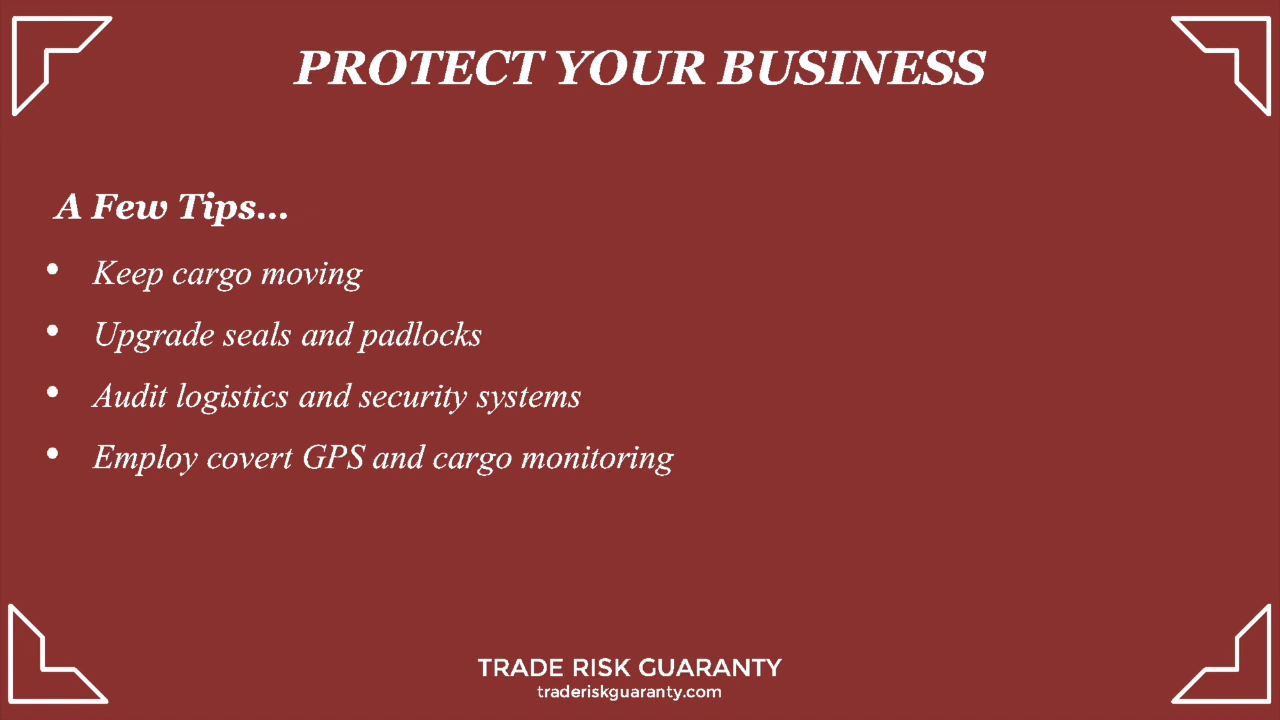 PROTECT YOUR BUSINESS
A Few Tips...
• Keep cargo moving
• Upgrade seals and padlocks
• Audit logistics and security systems
• Employ covert GPS and cargo monitoring
TRADE RISK GUARANTY
traderiskguaranty.com